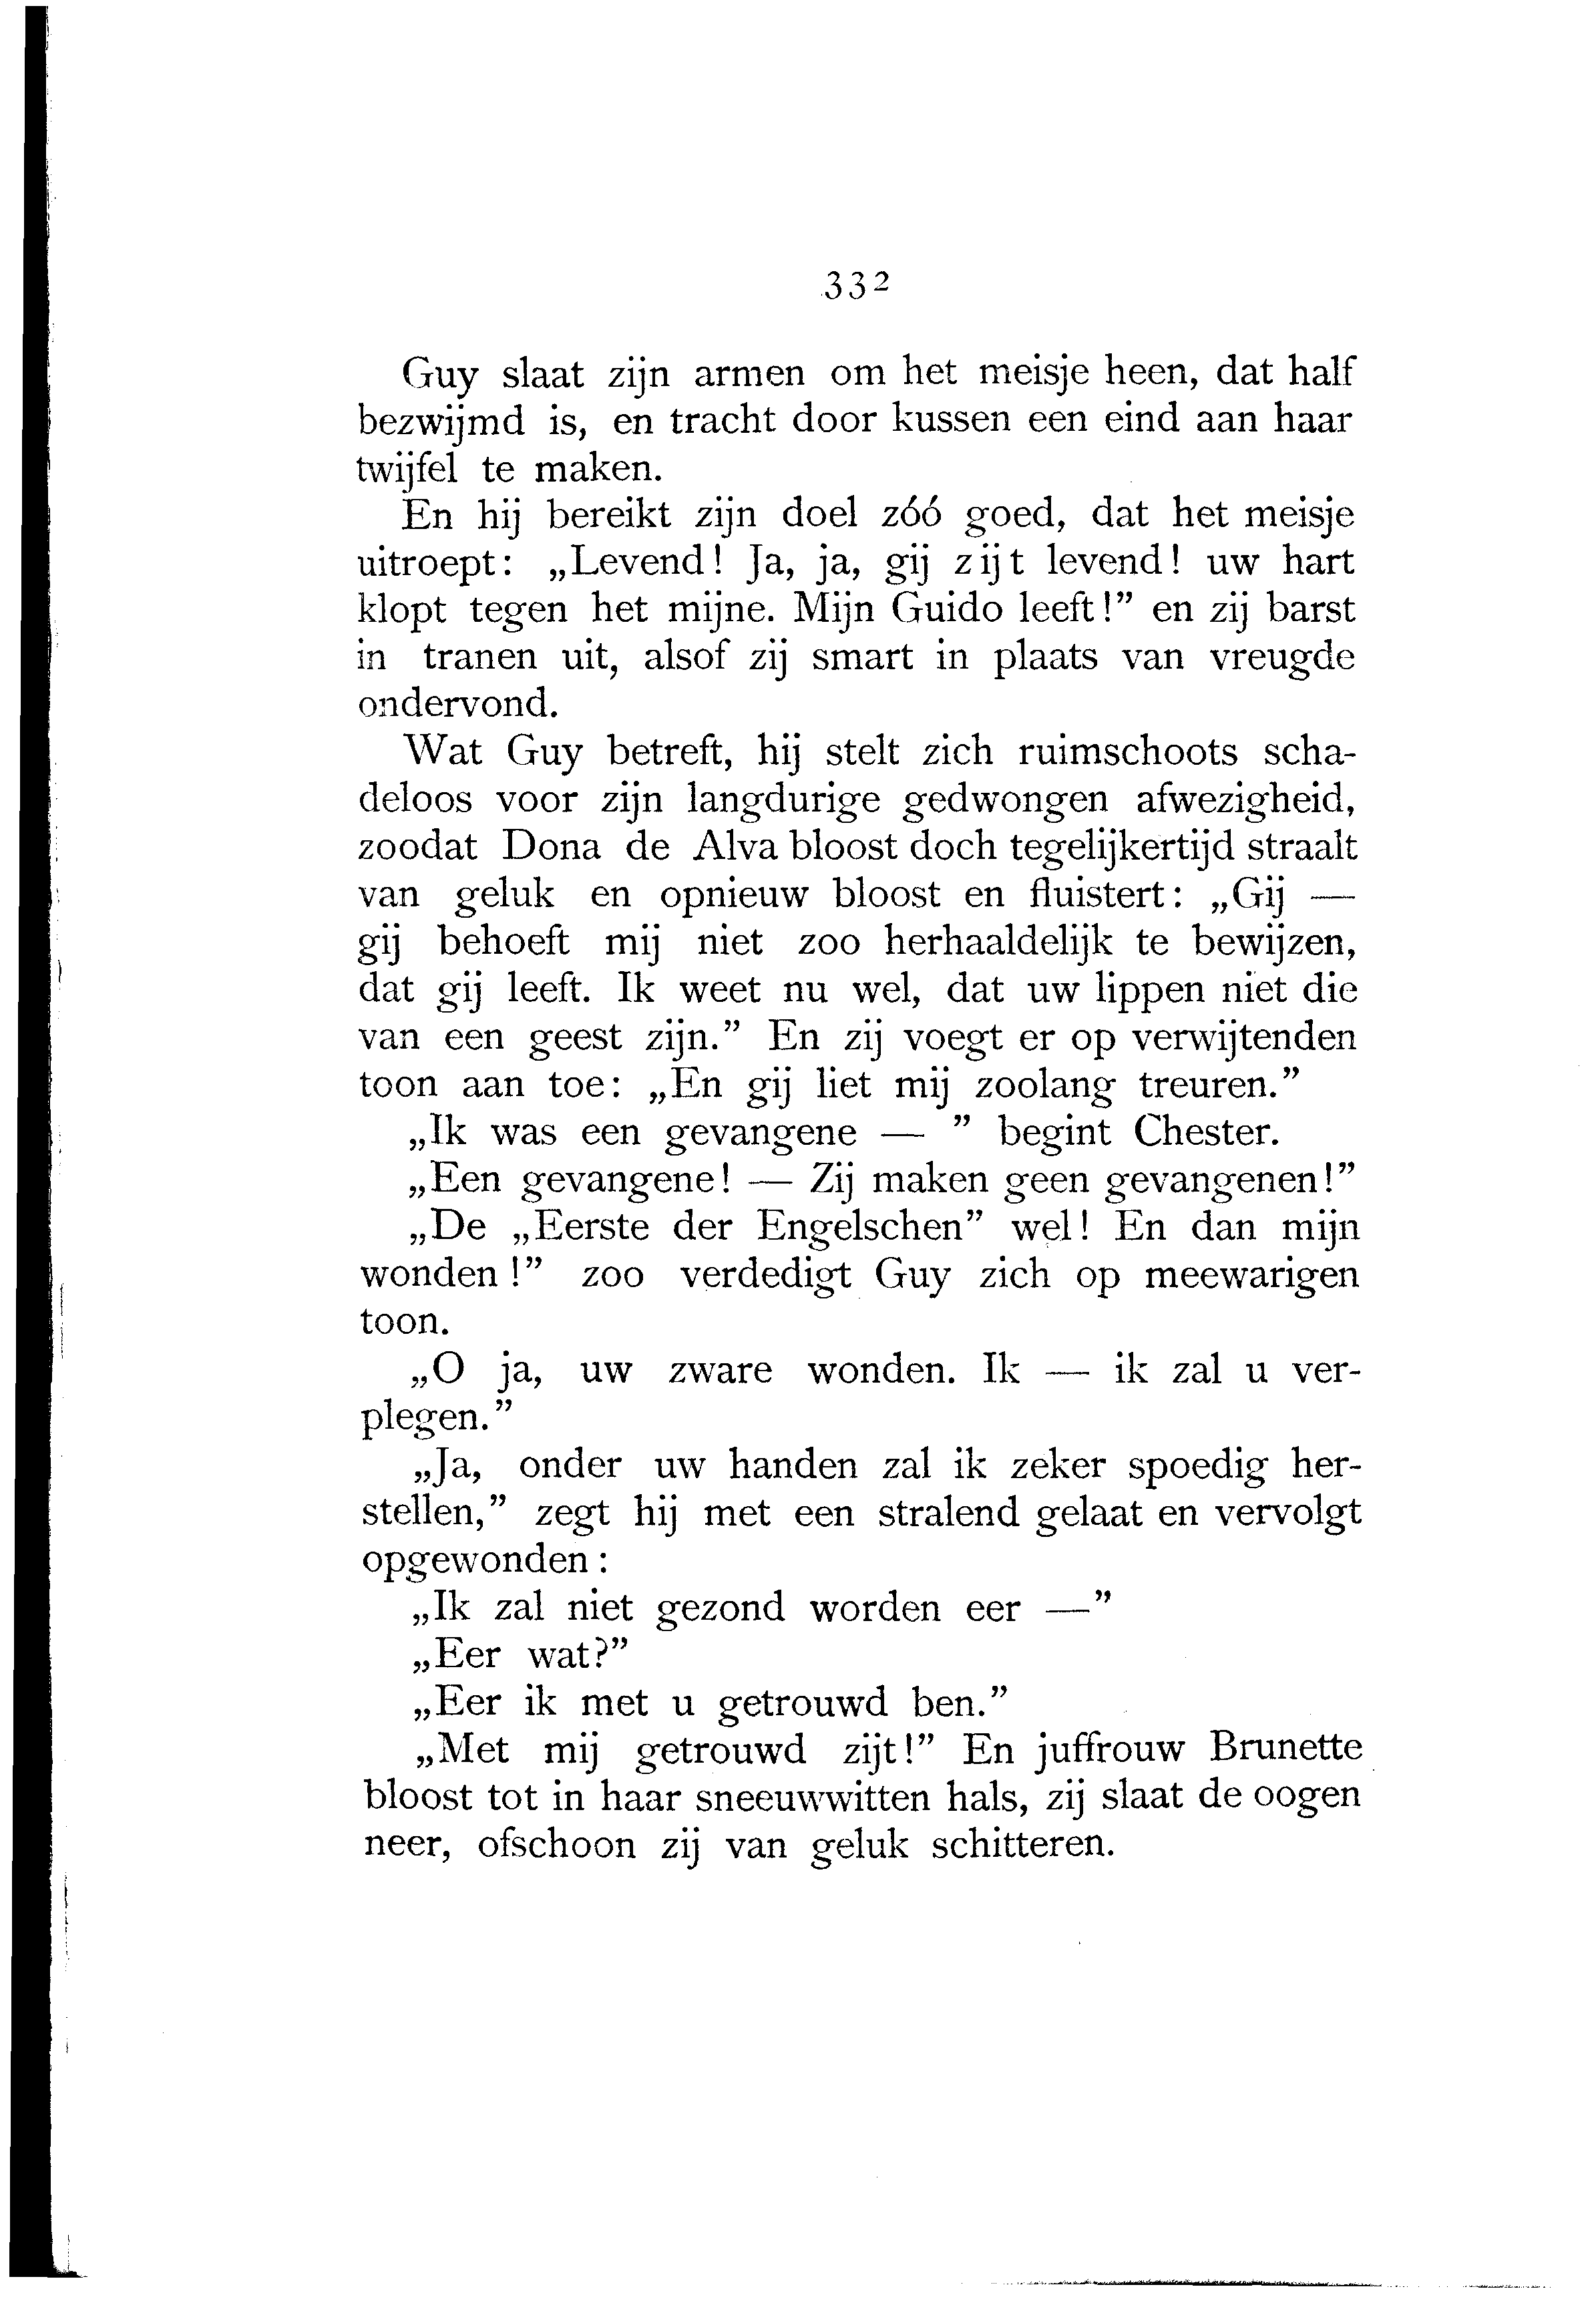 332
Guy slaat zijn armen om het meisje heen, dat half
bezwijmd is, en tracht door kussen een eind aan haar
twijfel te maken.
En hij bereikt zijn doel zóó goed, dat het meisje
uitroept: „Levend! Ja, ja, gij zijt levend! uw hart
klopt tegen het mijne. Mijn Guido leeft!” en zij barst
in tranen uit, alsof zij smart in plaats van vreugde
ondervond.
Wat Guy betreft, hij stelt zich ruimschoots scha-
deloos voor zijn langdurige gedwongen afwezigheid,
zoodat Dona de Alva bloost doch tegelijkertijd straalt
van geluk en opnieuw bloost en fluistert: „Gij —
gij behoeft mij niet zoo herhaaldelijk te bewijzen,
dat gij leeft. Ik weet nu wel, dat uw lippen niet die
van een geest zijn.” En zij voegt er op verwijtenden
toon aan toe: „En gij liet mij zoolang treuren.”
„Ik was een gevangene — ” begint Chester.
„Een gevangene! — Zij maken geen gevangenen!”
„De „Eerste der Engelschen” wel! En dan mijn
wonden!” zoo verdedigt Guy zich op meewarigen
toon.
„O ja, uw zware wonden. Ik — ik zal u ver-
plegen.”
„Ja, onder uw handen zal ik zeker spoedig her-
stellen,” zegt hij met een stralend gelaat en vervolgt
opgewonden:
„Ik zal niet gezond worden eer —”
„Eer wat?”
„Eer ik met u getrouwd ben.”
„Met mij getrouwd zijt!” En juffrouw Brunette
bloost tot in haar sneeuwwitten hals, zij slaat de oogen
neer, ofschoon zij van geluk schitteren.